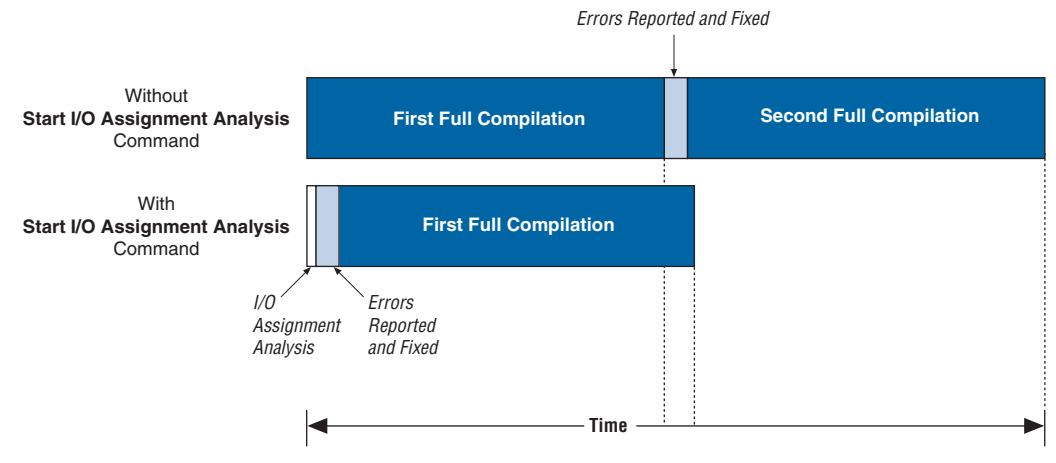 Errors Reported and Fixed
Without
Start I/O Assignment Analysis
Command
First Full Compilation
Second Full Compilation
With
Start I/O Assignment Analysis
Command
First Full Compilation
I/O
Assignment
Analysis
Errors
Reported
and Fixed
Time